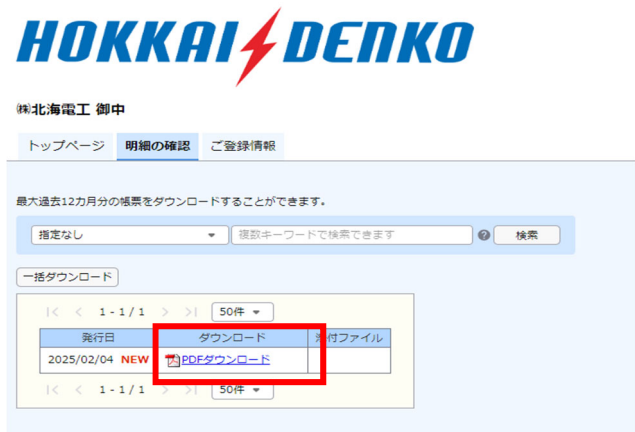 HOKKAI DENKO
㈱北海電工 御中
トップページ 明細の確認 ご登録情報
最大過去12カ月分の帳票をダウンロードすることができます。
指定なし 複数キーワードで検索できます ? 検索
一括ダウンロード
|< < 1 - 1 / 1 > >| 50件
発行日 ダウンロード 付ファイル
2025/02/04 NEW PDFダウンロード
|< < 1 - 1 / 1 > >| 50件